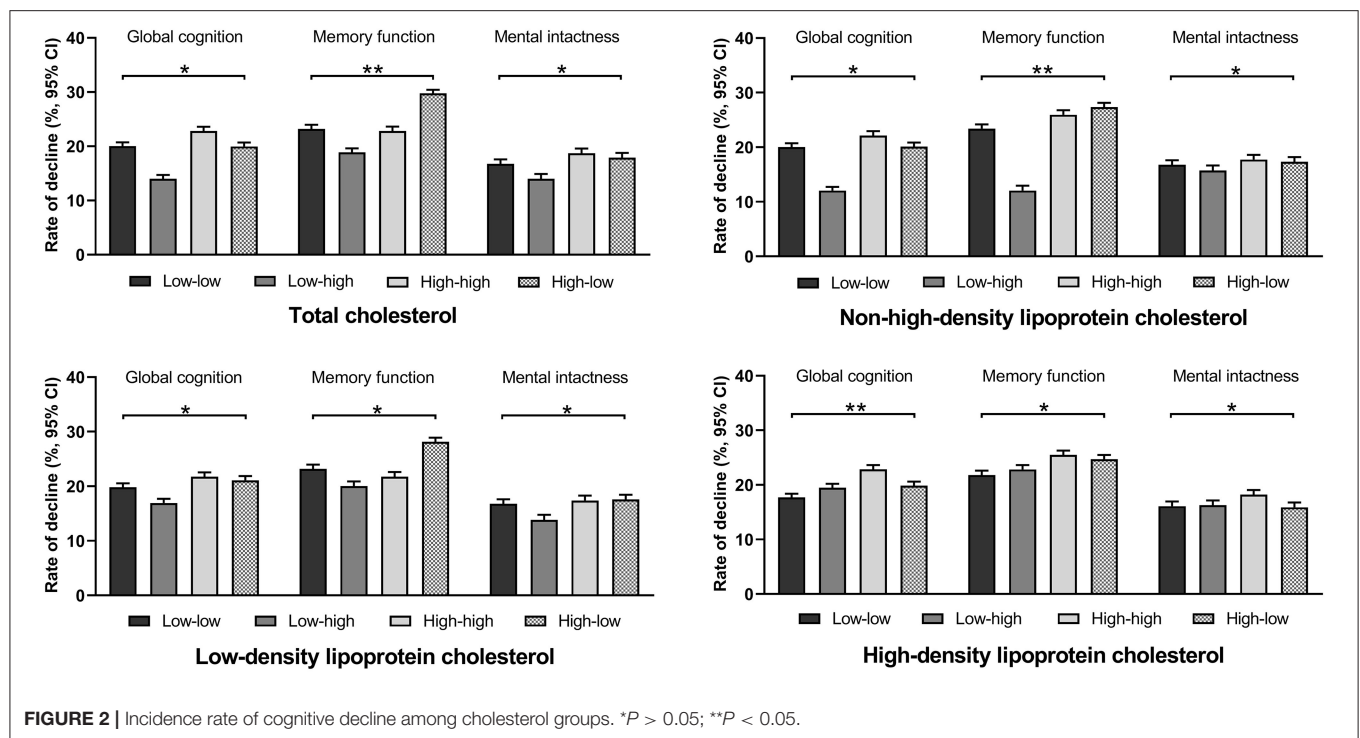 Global cognition Memory function Mental intactness
* ** *
Rate of decline (%, 95% CI)
40
30
20
10
0
Low-low Low-high High-high High-low
Total cholesterol
Global cognition Memory function Mental intactness
* ** *
Rate of decline (%, 95% CI)
40
30
20
10
0
Low-low Low-high High-high High-low
Non-high-density lipoprotein cholesterol
Global cognition Memory function Mental intactness
* * *
Rate of decline (%, 95% CI)
40
30
20
10
0
Low-low Low-high High-high High-low
Low-density lipoprotein cholesterol
Global cognition Memory function Mental intactness
** * *
Rate of decline (%, 95% CI)
40
30
20
10
0
Low-low Low-high High-high High-low
High-density lipoprotein cholesterol
FIGURE 2 | Incidence rate of cognitive decline among cholesterol groups. *P > 0.05; **P < 0.05.